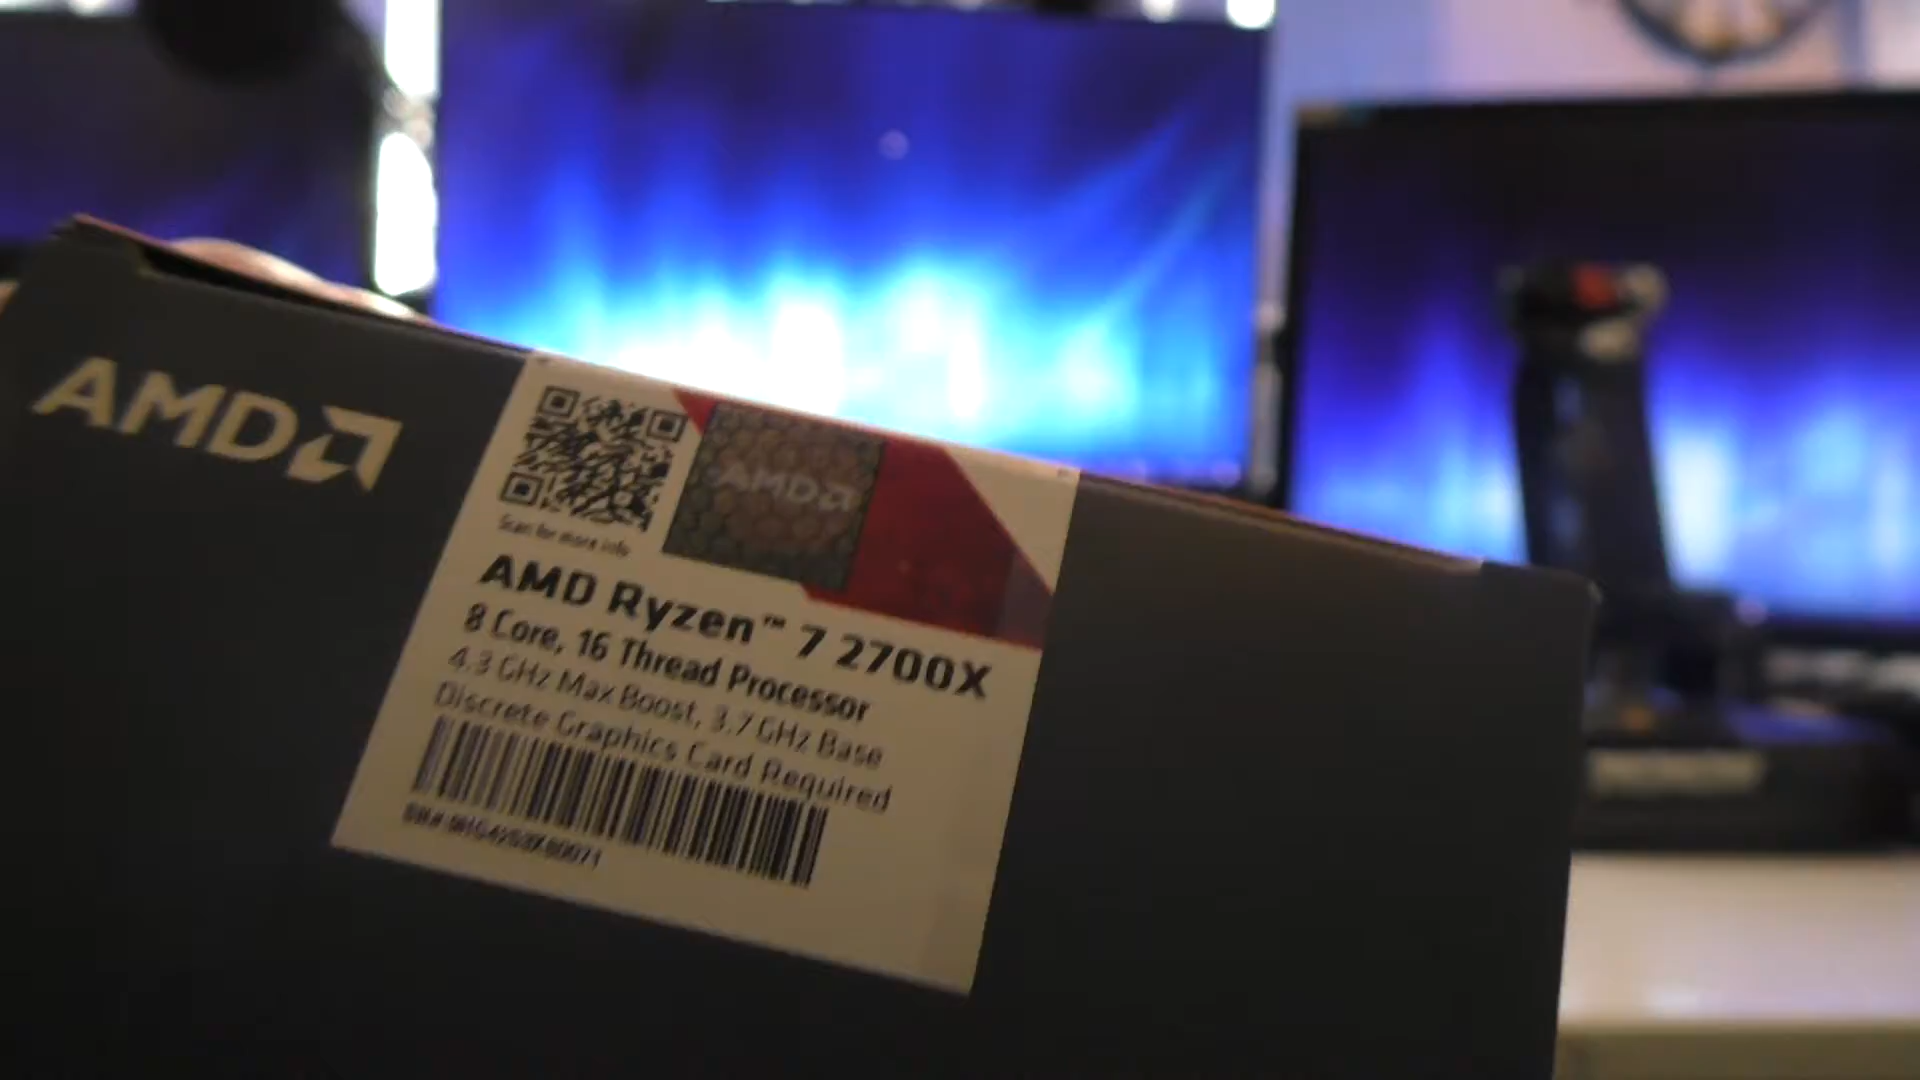 AMD
Scan for more info
AMD
AMD Ryzen™ 7 2700X
8 Core, 16 Thread Processor
4.3 GHz Max Boost, 3.7 GHz Base
Discrete Graphics Card Required